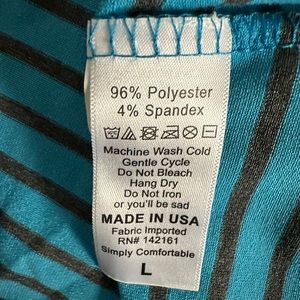 96% Polyester
4% Spandex
Machine Wash Cold
Gentle Cycle
Do Not Bleach
Hang Dry
Do Not Iron
or you'll be sad
MADE IN USA
Fabric Imported
RN# 142161
Simply Comfortable
L